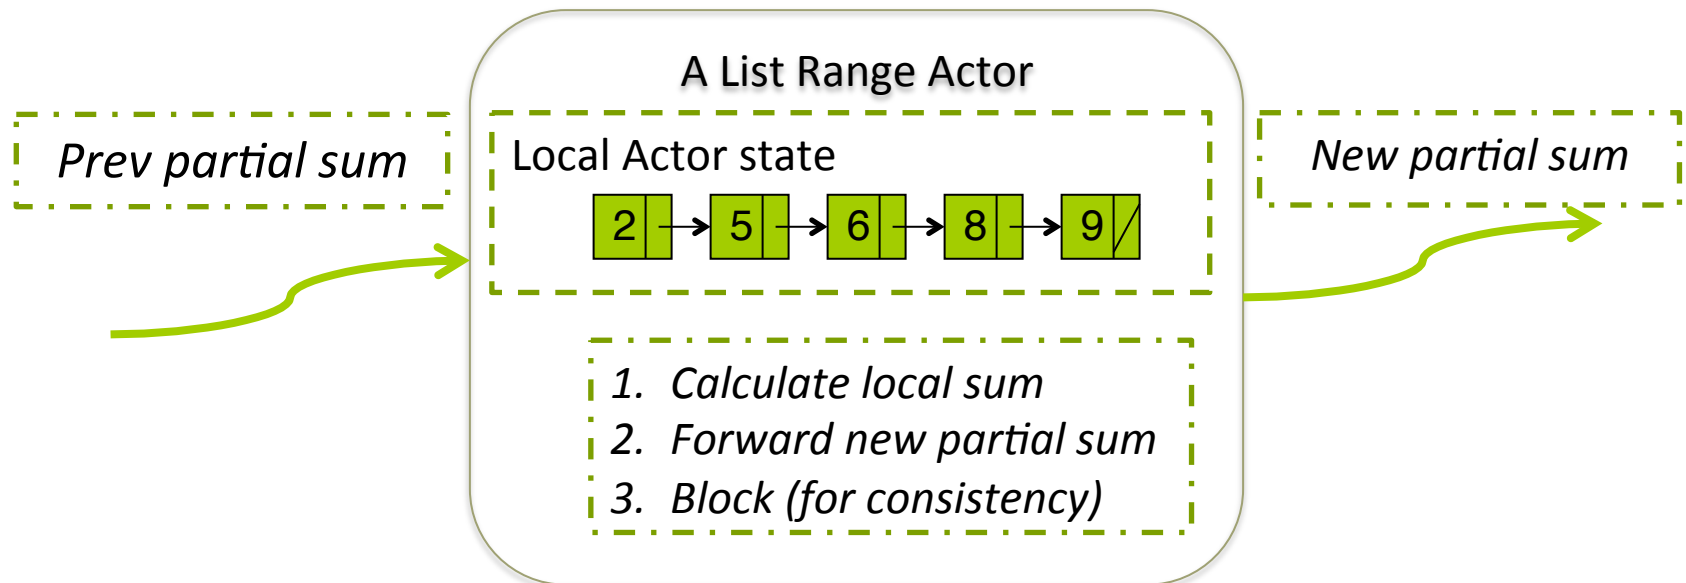 A List Range Actor
Prev partial sum
Local Actor state
2 5 6 8 9
New partial sum
1. Calculate local sum
2. Forward new partial sum
3. Block (for consistency)